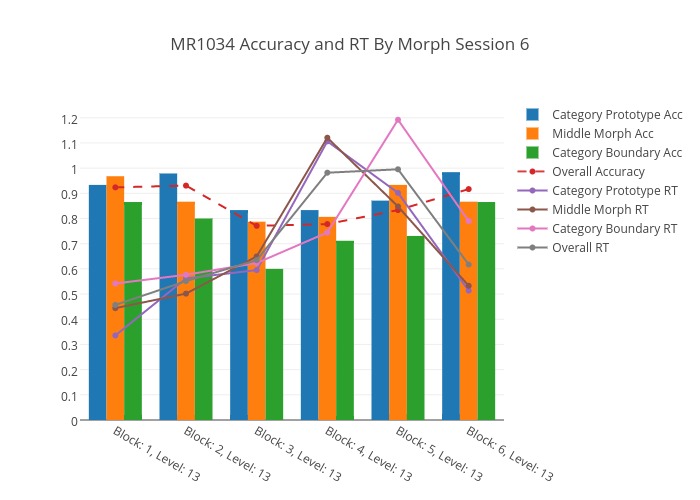 MR1034 Accuracy and RT By Morph Session 6
1.2
1.1
1
0.9
0.8
0.7
0.6
0.5
0.4
0.3
0.2
0.1
0
Block: 1, Level: 13
Block: 2, Level: 13
Block: 3, Level: 13
Block: 4, Level: 13
Block: 5, Level: 13
Block: 6, Level: 13
Category Prototype Acc
Middle Morph Acc
Category Boundary Acc
Overall Accuracy
Category Prototype RT
Middle Morph RT
Category Boundary RT
Overall RT